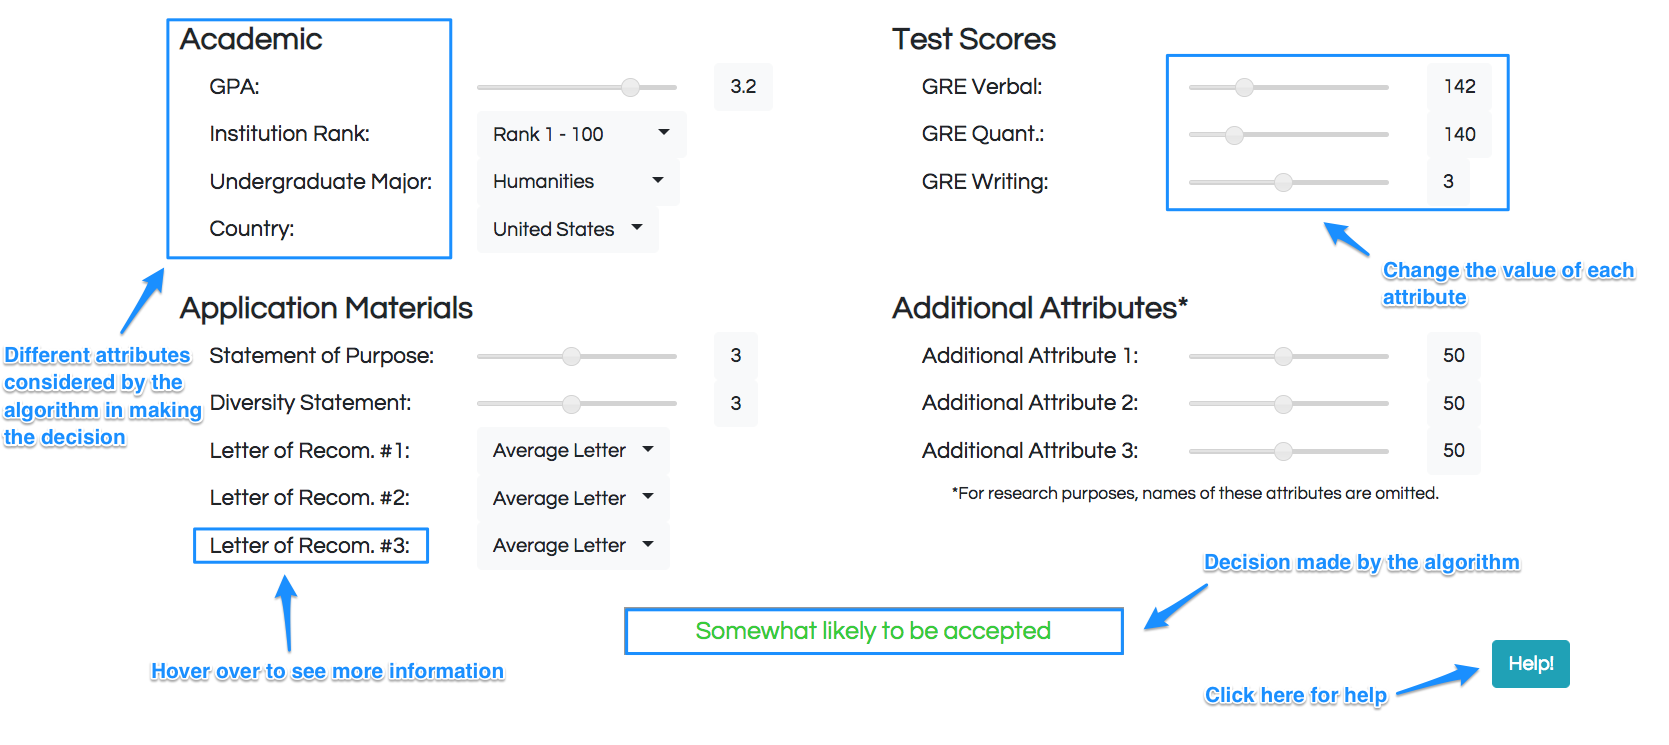 Academic
GPA:
3.2
Institution Rank:
Rank 1 - 100
Undergraduate Major:
Humanities
Country:
United States
Test Scores
GRE Verbal:
142
GRE Quant.:
140
GRE Writing:
3
Change the value of each
attribute
Different attributes
considered by the
algorithm in making
the decision
Application Materials
Statement of Purpose:
3
Diversity Statement:
3
Letter of Recom. #1:
Average Letter
Letter of Recom. #2:
Average Letter
Letter of Recom. #3:
Average Letter
Hover over to see more information
Additional Attributes*
Additional Attribute 1:
50
Additional Attribute 2:
50
Additional Attribute 3:
50
*For research purposes, names of these attributes are omitted.
Decision made by the algorithm
Somewhat likely to be accepted
Help!
Click here for help